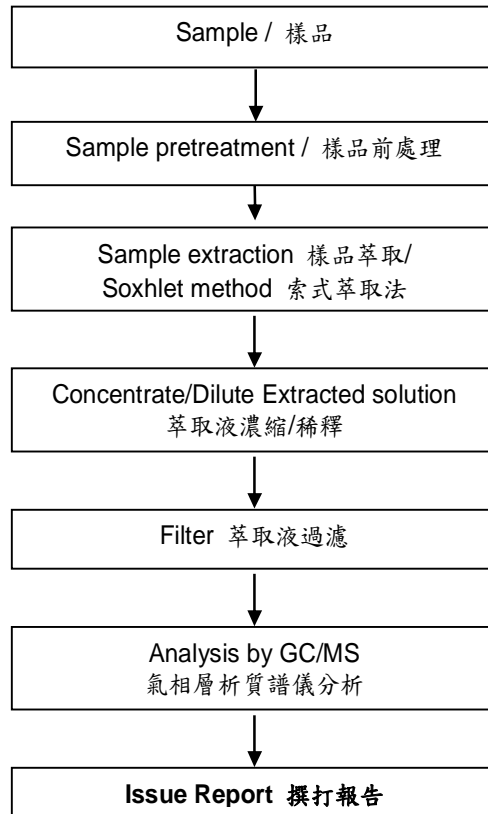 Sample / 樣品
Sample pretreatment / 樣品前處理
Sample extraction 樣品萃取/
Soxhlet method 索式萃取法
Concentrate/Dilute Extracted solution
萃取液濃縮/稀釋
Filter 萃取液過濾
Analysis by GC/MS
氣相層析質譜儀分析
Issue Report 撰打報告